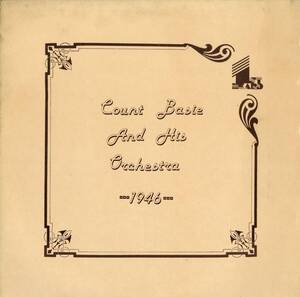 Count Basie
And His
Orchestra
---1946---